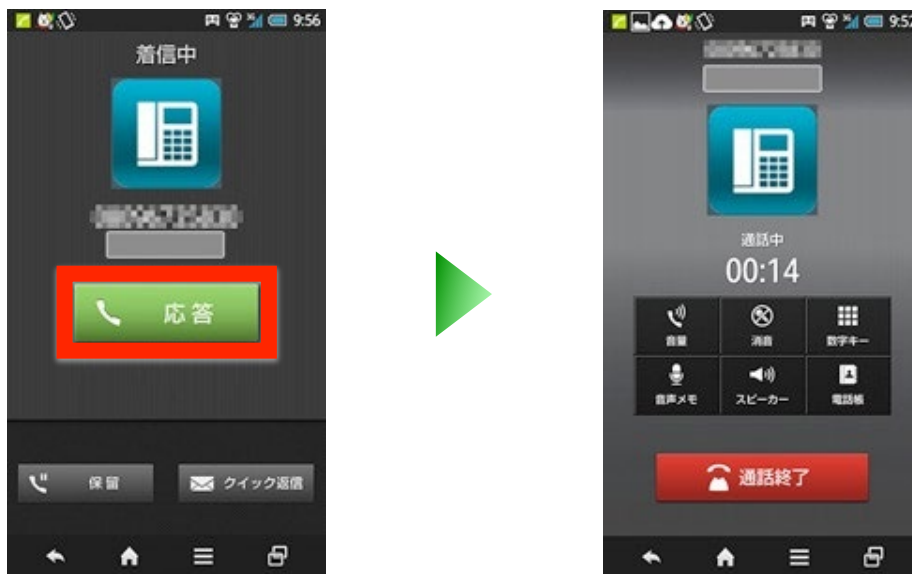 9:56
着信中
応答
保留
クイック返信
9:52
通話中
00:14
音量
消音
数字キー
音声メモ
スピーカー
電話帳
通話終了